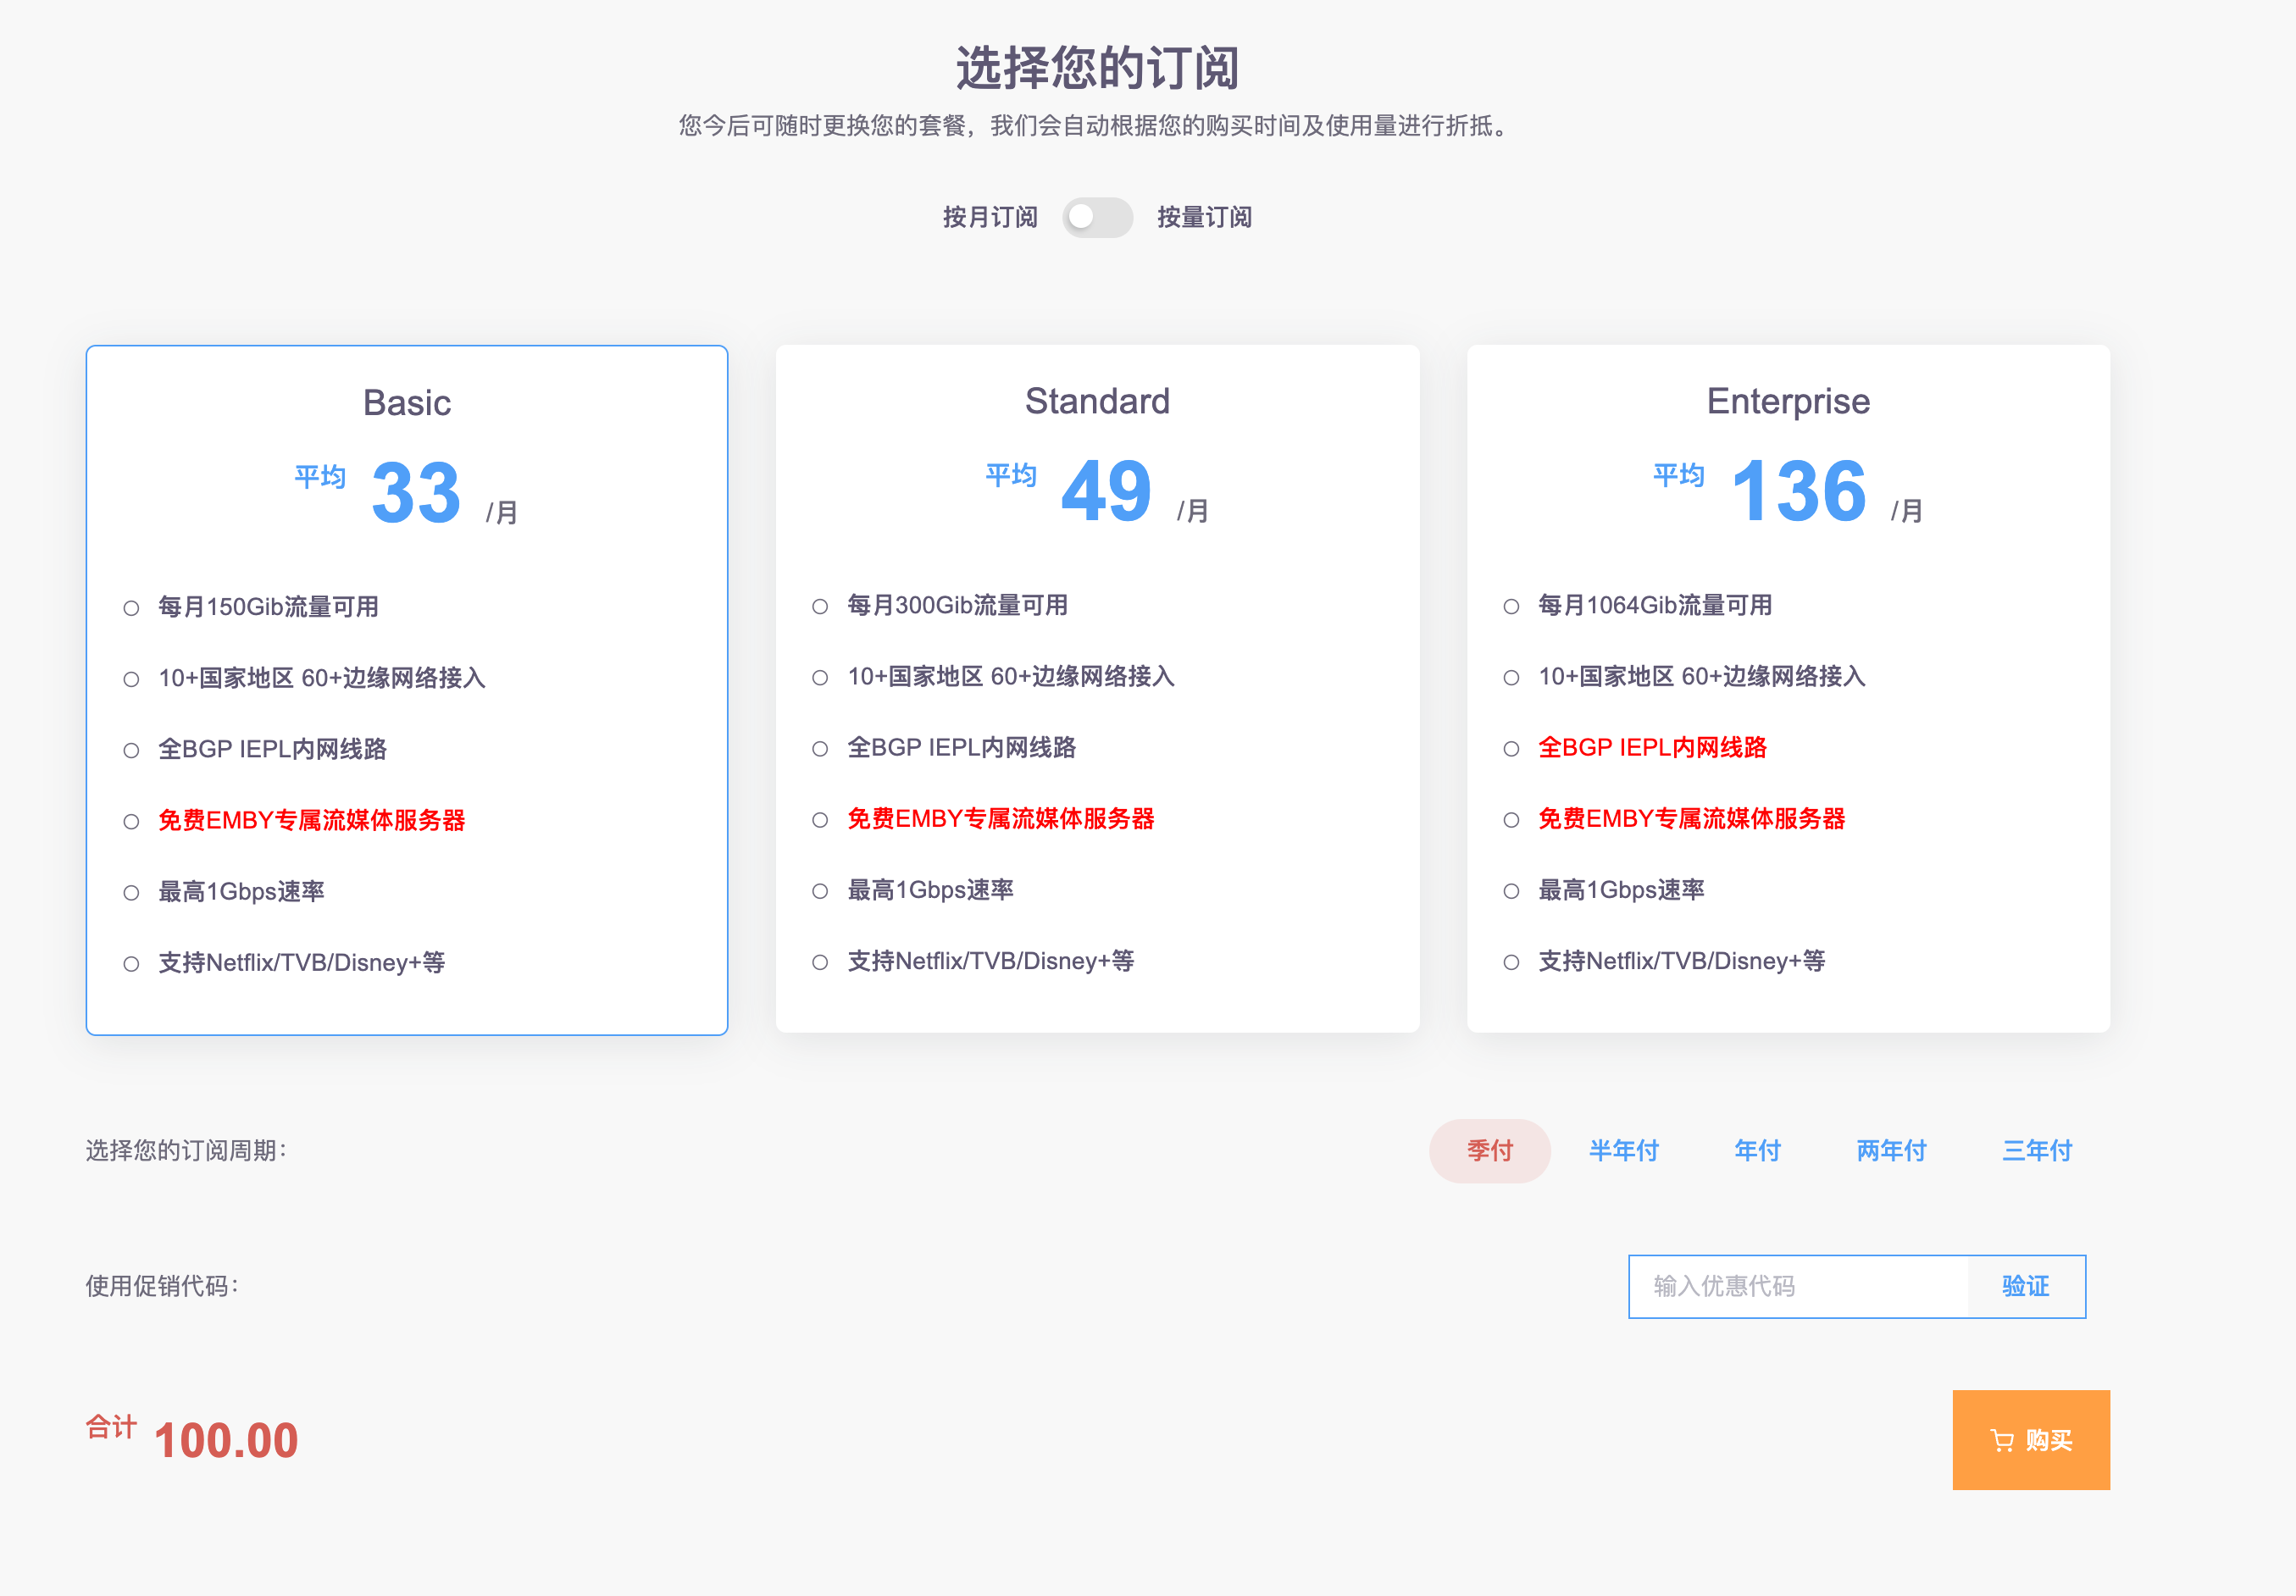 选择您的订阅
您今后可随时更换您的套餐，我们会自动根据您的购买时间及使用量进行折抵。
按月订阅 按量订阅
Basic
平均 33 /月
每月150Gib流量可用
10+国家地区 60+边缘网络接入
全BGP IEPL内网线路
免费EMBY专属流媒体服务器
最高1Gbps速率
支持Netflix/TVB/Disney+等
Standard
平均 49 /月
每月300Gib流量可用
10+国家地区 60+边缘网络接入
全BGP IEPL内网线路
免费EMBY专属流媒体服务器
最高1Gbps速率
支持Netflix/TVB/Disney+等
Enterprise
平均 136 /月
每月1064Gib流量可用
10+国家地区 60+边缘网络接入
全BGP IEPL内网线路
免费EMBY专属流媒体服务器
最高1Gbps速率
支持Netflix/TVB/Disney+等
选择您的订阅周期： 季付 半年付 年付 两年付 三年付
使用促销代码： 输入优惠代码 验证
合计 100.00 购买